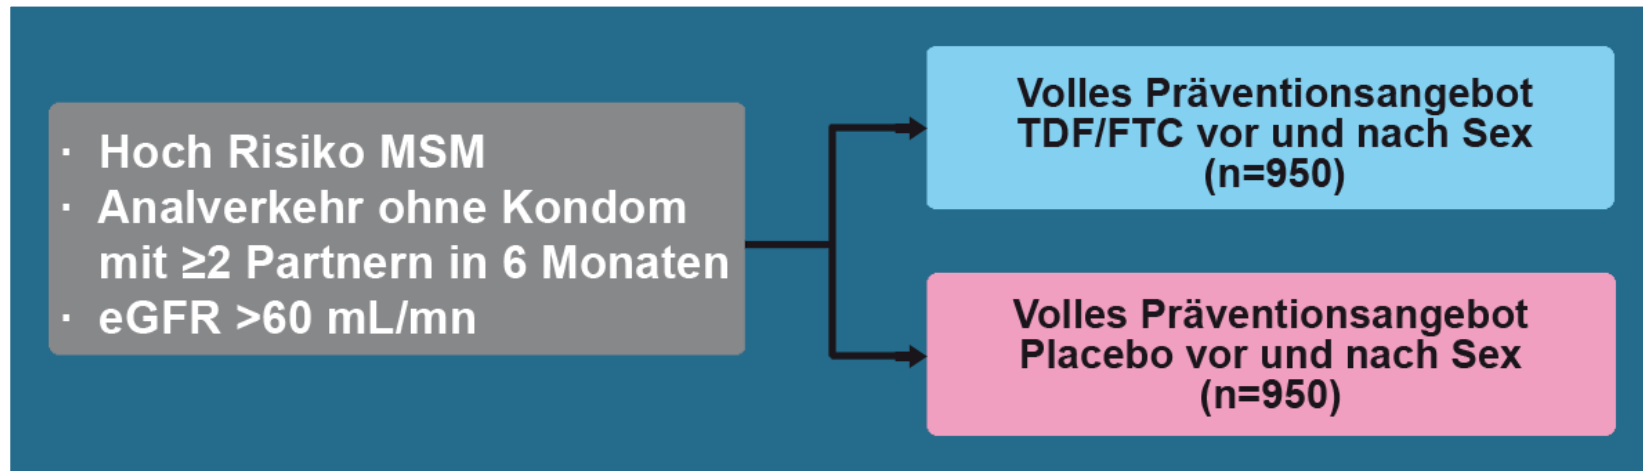 · Hoch Risiko MSM
· Analverkehr ohne Kondom
mit ≥2 Partnern in 6 Monaten
· eGFR >60 mL/mn
Volles Präventionsangebot
TDF/FTC vor und nach Sex
(n=950)
Volles Präventionsangebot
Placebo vor und nach Sex
(n=950)